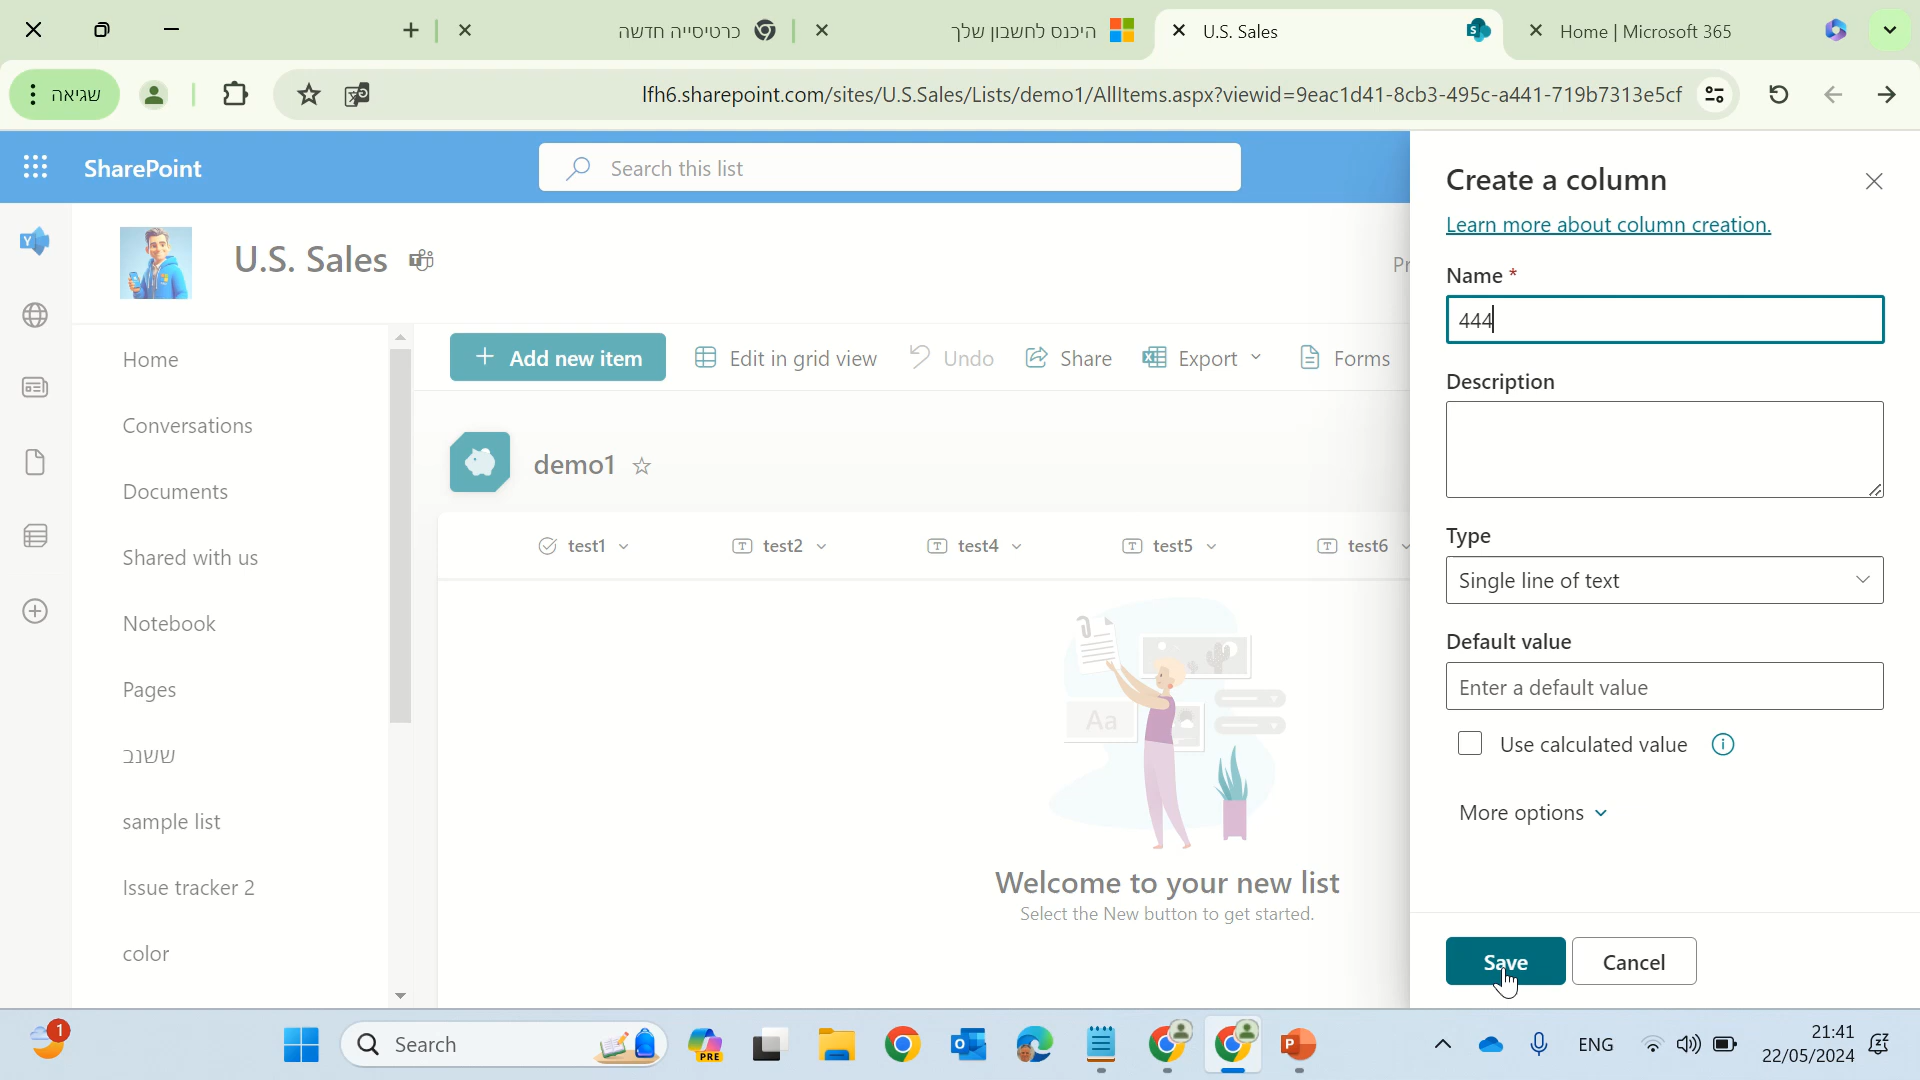 כרטיסייה חדשה
היכנס לחשבון שלך
U.S. Sales
Home | Microsoft 365
שגיאה
lfh6.sharepoint.com/sites/U.S.Sales/Lists/demo1/AllItems.aspx?viewid=9eac1d41-8cb3-495c-a441-719b7313e5cf
SharePoint
Search this list
U.S. Sales
Pr
Home
Conversations
Documents
Shared with us
Notebook
Pages
ששנב
sample list
Issue tracker 2
color
Add new item
Edit in grid view
Undo
Share
Export
Forms
demo1
test1
test2
test4
test5
test6
Aa
Welcome to your new list
Select the New button to get started.
Create a column
Learn more about column creation.
Name *
444
Description
Type
Single line of text
Default value
Enter a default value
Use calculated value
More options
Save
Cancel
1
Search
PRE
ENG
21:41
22/05/2024